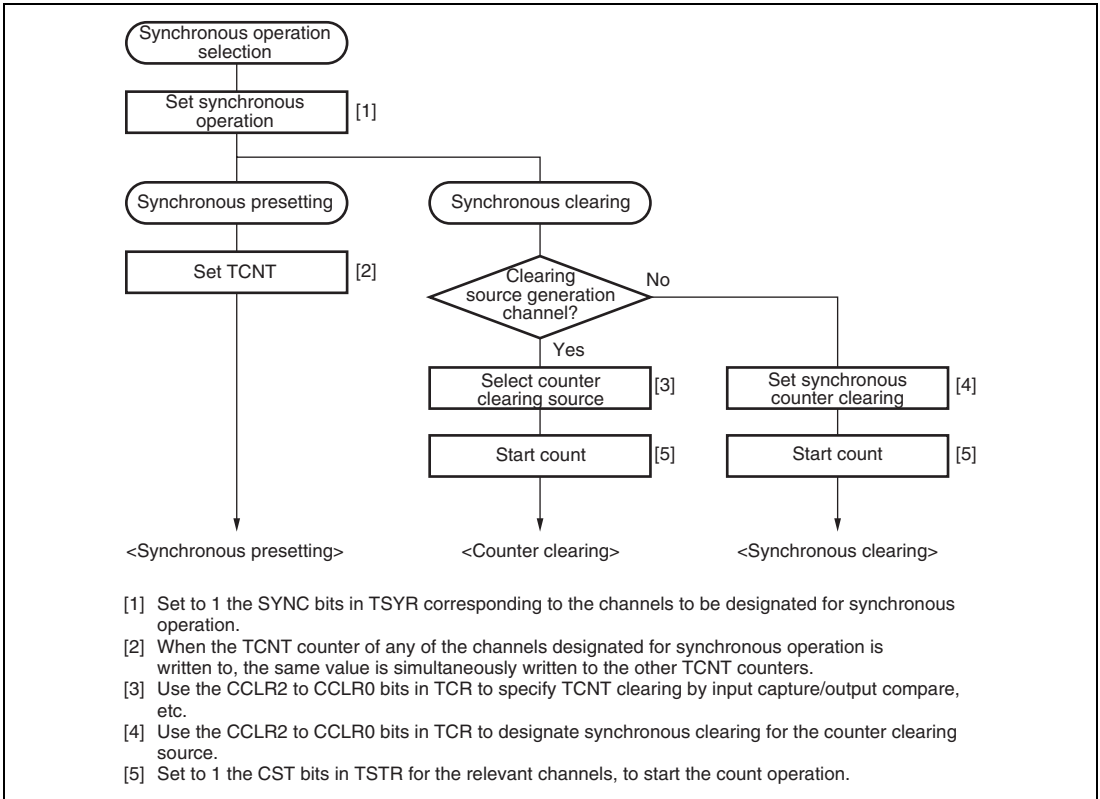 Synchronous operation
selection
Set synchronous
operation
[1]
Synchronous presetting
Synchronous clearing
Set TCNT
[2]
Clearing
source generation
channel?
No
Yes
Select counter
clearing source
[3]
Set synchronous
counter clearing
[4]
Start count
[5]
Start count
[5]
<Synchronous presetting>
<Counter clearing>
<Synchronous clearing>
[1] Set to 1 the SYNC bits in TSYR corresponding to the channels to be designated for synchronous
operation.
[2] When the TCNT counter of any of the channels designated for synchronous operation is
written to, the same value is simultaneously written to the other TCNT counters.
[3] Use the CCLR2 to CCLR0 bits in TCR to specify TCNT clearing by input capture/output compare,
etc.
[4] Use the CCLR2 to CCLR0 bits in TCR to designate synchronous clearing for the counter clearing
source.
[5] Set to 1 the CST bits in TSTR for the relevant channels, to start the count operation.